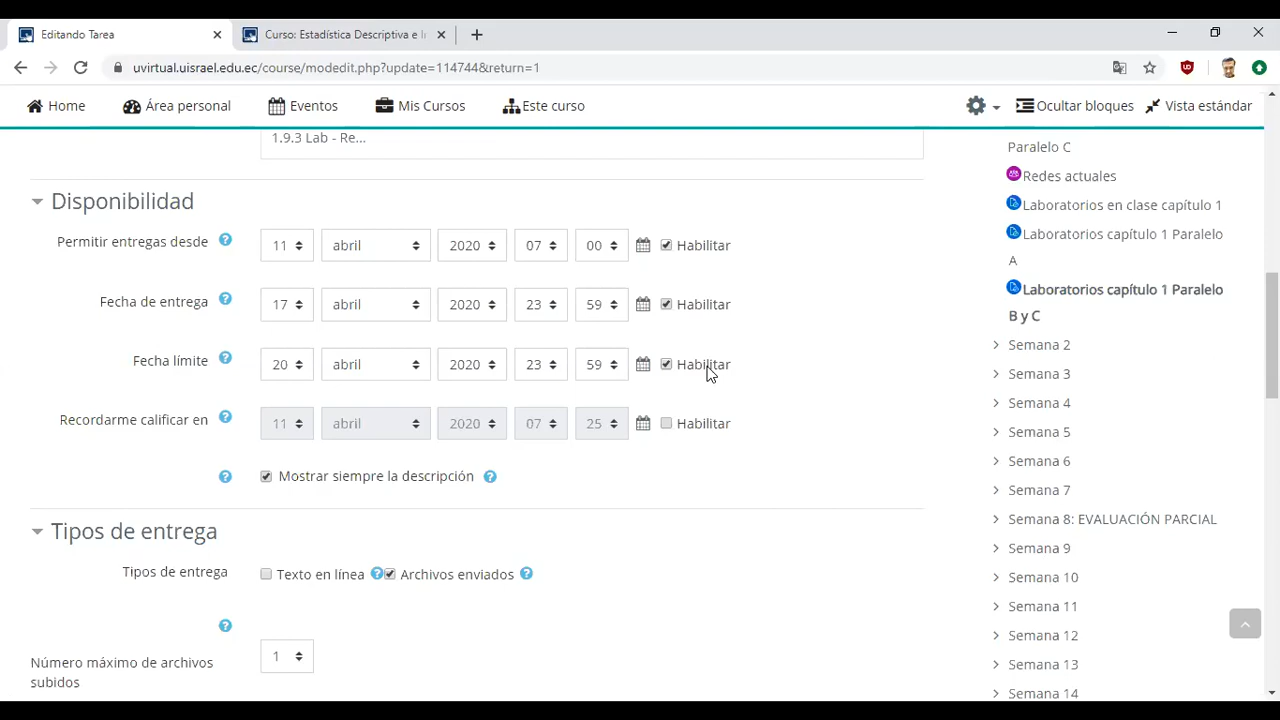 Editando Tarea
Curso: Estadística Descriptiva e I
uvirtual.uisrael.edu.ec/course/modedit.php?update=114744&return=1
Home Área personal Eventos Mis Cursos Este curso Ocultar bloques Vista estándar
1.9.3 Lab - Re...
Disponibilidad
Permitir entregas desde 11 abril 2020 07 00 Habilitar
Fecha de entrega 17 abril 2020 23 59 Habilitar
Fecha límite 20 abril 2020 23 59 Habilitar
Recordarme calificar en 11 abril 2020 07 25 Habilitar
Mostrar siempre la descripción
Tipos de entrega
Tipos de entrega Texto en línea Archivos enviados
Número máximo de archivos
subidos
1
Paralelo C
Redes actuales
Laboratorios en clase capítulo 1
Laboratorios capítulo 1 Paralelo
A
Laboratorios capítulo 1 Paralelo
B y C
Semana 2
Semana 3
Semana 4
Semana 5
Semana 6
Semana 7
Semana 8: EVALUACIÓN PARCIAL
Semana 9
Semana 10
Semana 11
Semana 12
Semana 13
Semana 14